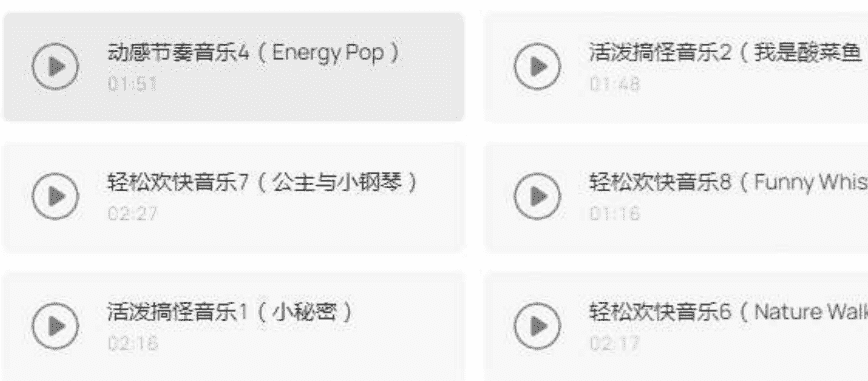 动感节奏音乐4（Energy Pop）
01:51
活泼搞怪音乐2（我是酸菜鱼
01:48
轻松欢快音乐7（公主与小钢琴）
02:27
轻松欢快音乐8（Funny Whis
01:16
活泼搞怪音乐1（小秘密）
02:16
轻松欢快音乐6（Nature Walk
02:17